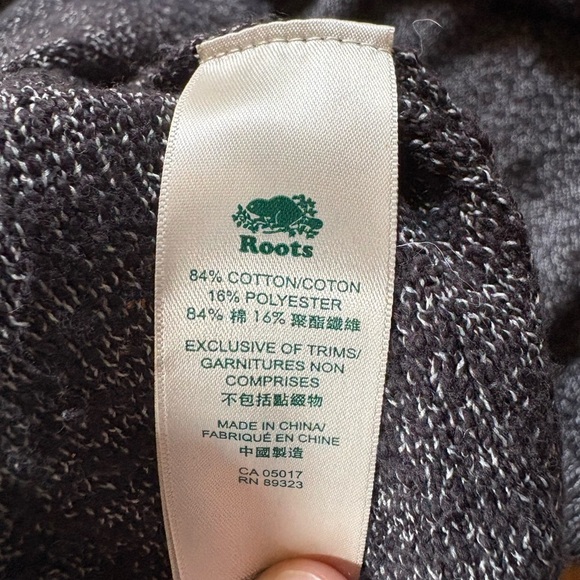 Roots
84% COTTON/COTON
16% POLYESTER
84% 棉 16% 聚酯纖維
EXCLUSIVE OF TRIMS/
GARNITURES NON
COMPRISES
不包括點綴物
MADE IN CHINA/
FABRIQUÉ EN CHINE
中國製造
CA 05017
RN 89323